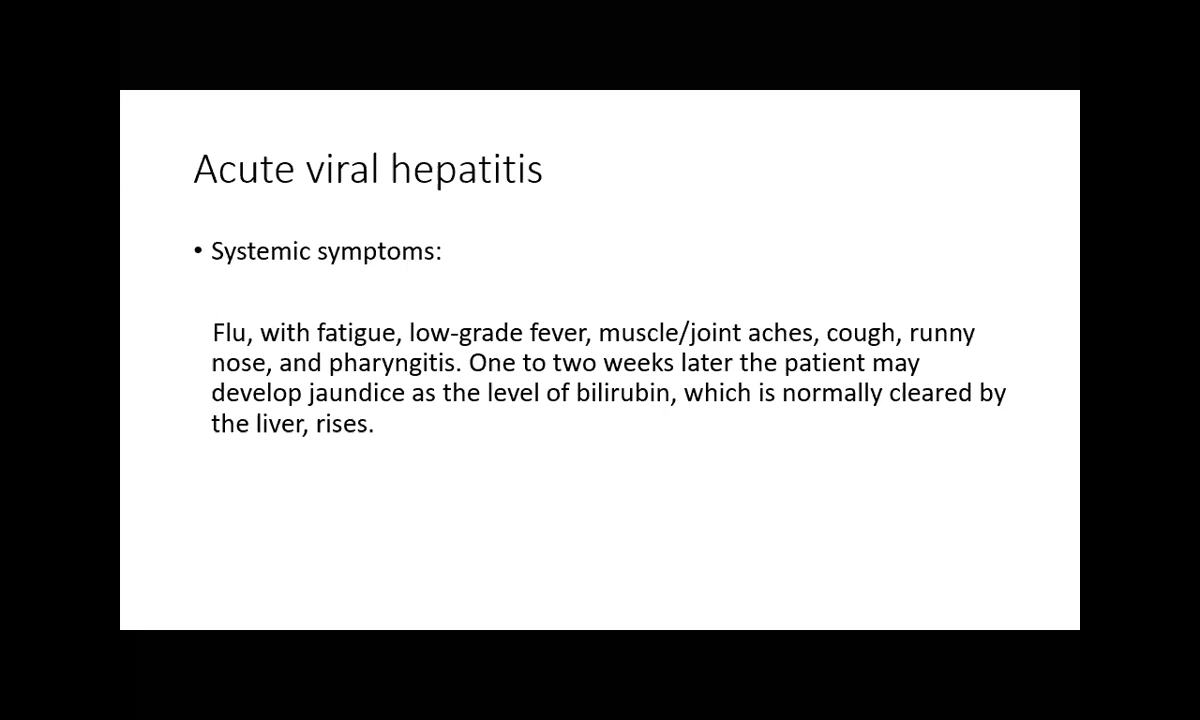 Acute viral hepatitis
• Systemic symptoms:
Flu, with fatigue, low-grade fever, muscle/joint aches, cough, runny
nose, and pharyngitis. One to two weeks later the patient may
develop jaundice as the level of bilirubin, which is normally cleared by
the liver, rises.